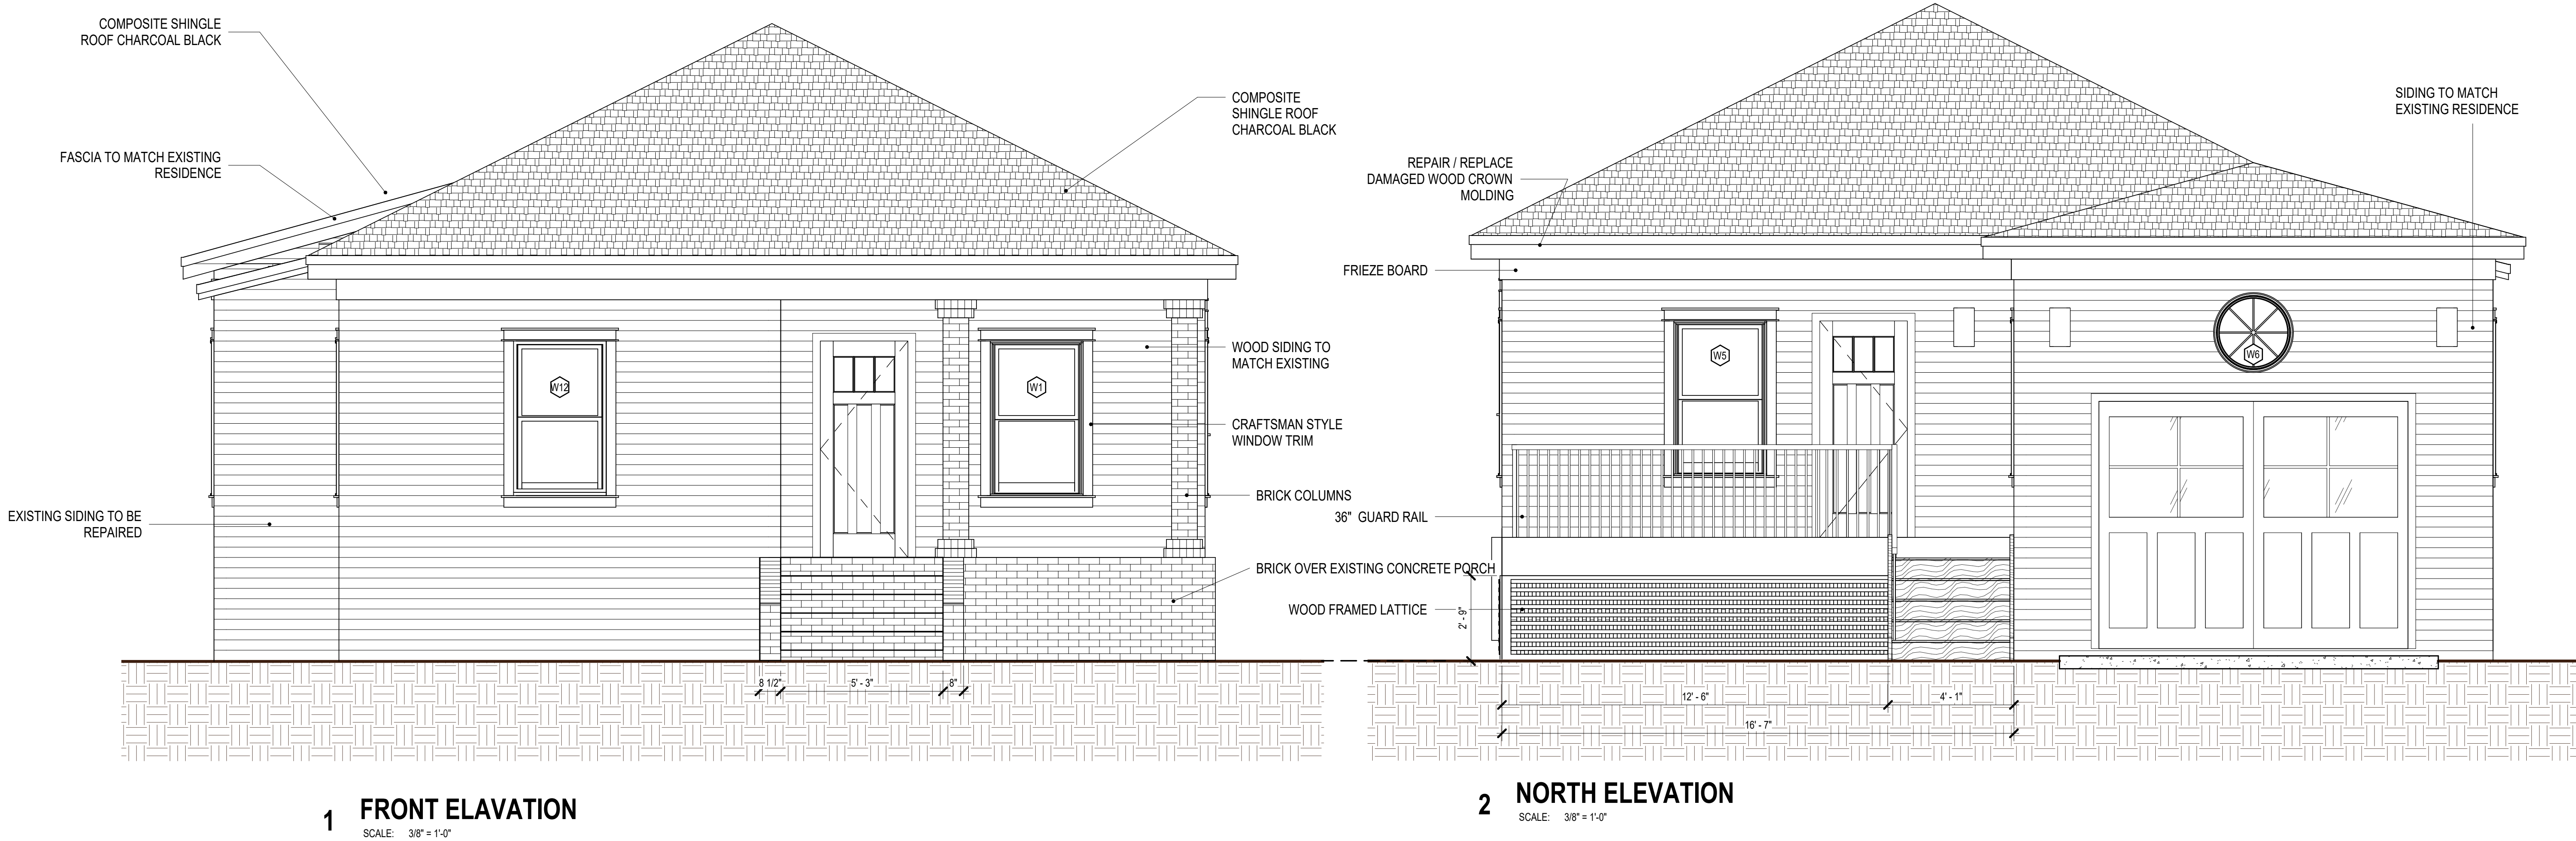 COMPOSITE SHINGLE
ROOF CHARCOAL BLACK
FASCIA TO MATCH EXISTING
RESIDENCE
EXISTING SIDING TO BE
REPAIRED
W12
W1
COMPOSITE
SHINGLE ROOF
CHARCOAL BLACK
WOOD SIDING TO
MATCH EXISTING
CRAFTSMAN STYLE
WINDOW TRIM
BRICK COLUMNS
BRICK OVER EXISTING CONCRETE PORCH
8 1/2"
5' - 3"
8"
1
FRONT ELAVATION
SCALE: 3/8" = 1'-0"
REPAIR / REPLACE
DAMAGED WOOD CROWN
MOLDING
FRIEZE BOARD
36" GUARD RAIL
WOOD FRAMED LATTICE
2' - 9"
W5
W6
SIDING TO MATCH
EXISTING RESIDENCE
12' - 6"
4' - 1"
16' - 7"
2
NORTH ELEVATION
SCALE: 3/8" = 1'-0"